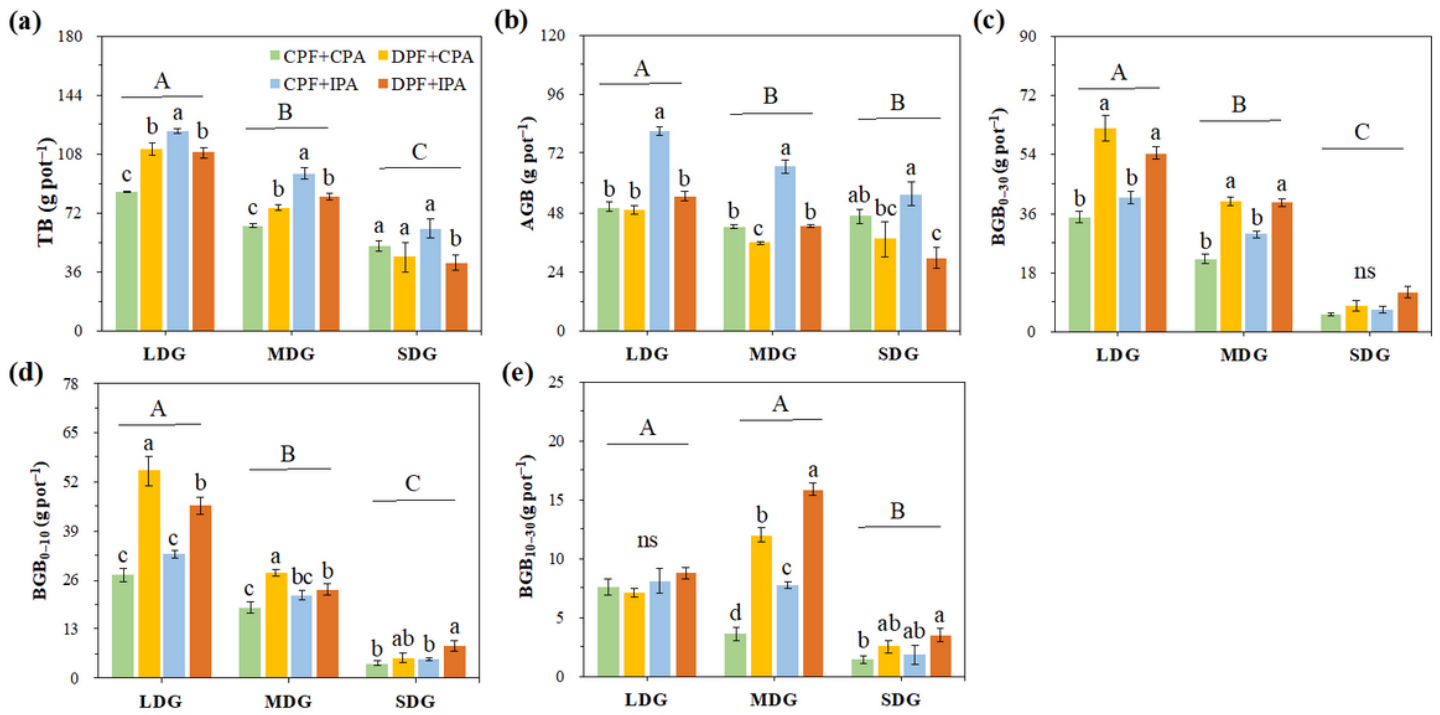 (a)
180
144
108
72
36
0
TB (g pot⁻¹)
CPF+CPA DPF+CPA
CPF+IPA DPF+IPA
A
B
C
c b a b
c b a b
a a a b
LDG MDG SDG
(b)
120
96
72
48
24
0
AGB (g pot⁻¹)
A
B
B
b b a b
b c a b
ab bc a c
LDG MDG SDG
(c)
90
72
54
36
18
0
BGB₀₋₃₀ (g pot⁻¹)
A
B
C
b a b a
b a b a
ns
LDG MDG SDG
(d)
78
65
52
39
26
13
0
BGB₀₋₁₀ (g pot⁻¹)
A
B
C
c a c b
c a bc b
b ab b a
LDG MDG SDG
(e)
25
20
15
10
5
0
BGB₁₀₋₃₀ (g pot⁻¹)
A
A
B
ns
d b c a
b ab ab a
LDG MDG SDG